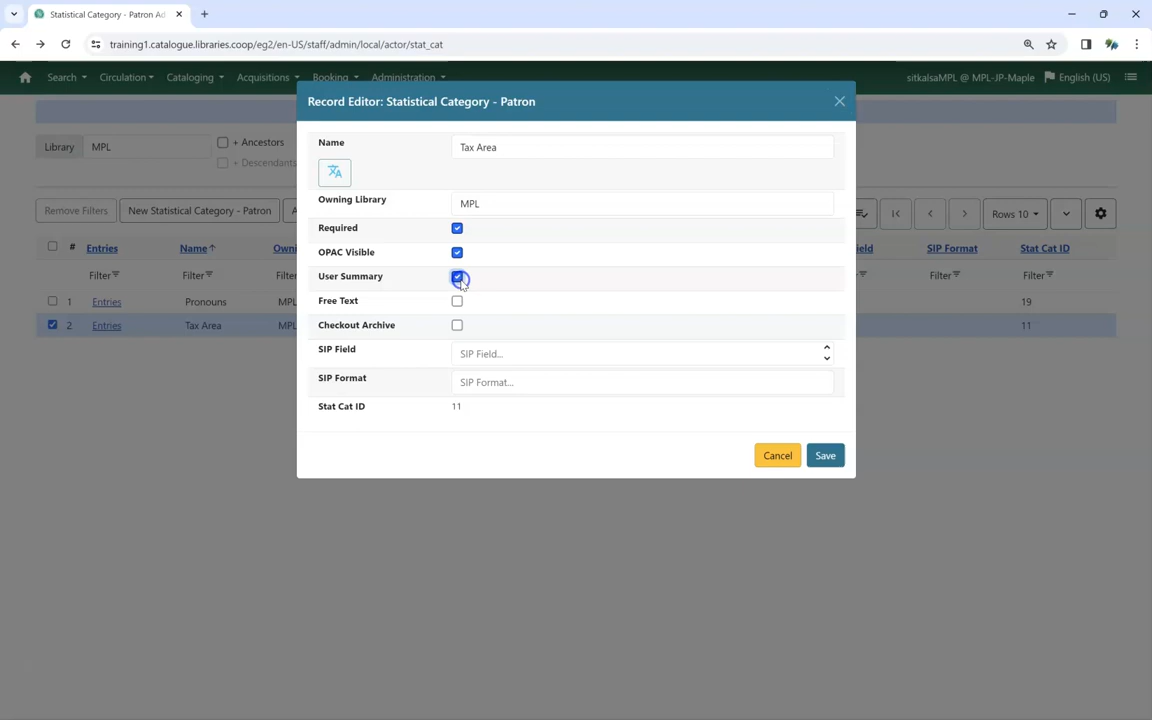 Statistical Category - Patron Ad
training1.catalogue.libraries.coop/eg2/en-US/staff/admin/local/actor/stat_cat
Search Circulation Cataloging Acquisitions Booking Administration sitkalsaMPL @ MPL-JP-Maple English (US)
Record Editor: Statistical Category - Patron
Library MPL + Ancestors
+ Descendants
Name Tax Area
Owning Library MPL
Remove Filters New Statistical Category - Patron Rows 10
Required
OPAC Visible
# Entries Name SIP Format Stat Cat ID
User Summary
Filter Filter Filter Filter
Free Text
1 Entries Pronouns MPL 19
Checkout Archive
2 Entries Tax Area MPL 11
SIP Field SIP Field...
SIP Format SIP Format...
Stat Cat ID 11
Cancel Save